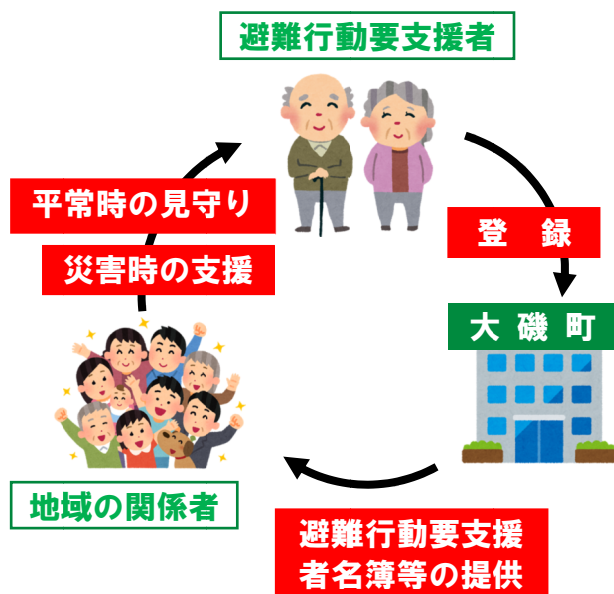 避難行動要支援者
平常時の見守り
災害時の支援
登　録
大 磯 町
地域の関係者
避難行動要支援
者名簿等の提供